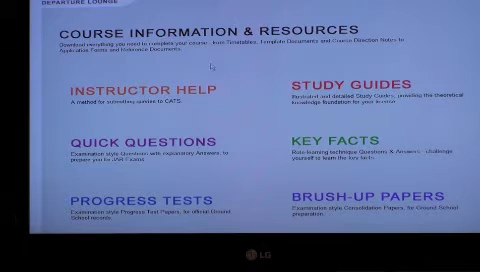 DEPARTURE LOUNGE
COURSE INFORMATION & RESOURCES
Download everything you need to complete your course - from Timetables, Template Documents and Course Direction Notes to
Application Forms and Reference Documents.
INSTRUCTOR HELP
A method for submitting queries to CATS.
STUDY GUIDES
Illustrated and detailed Study Guides, providing the theoretical
knowledge foundation for your license
QUICK QUESTIONS
Examination style Questions with explanatory Answers, to
prepare you for JAR Exams
KEY FACTS
Rote learning technique Questions & Answers - challenge
yourself to learn the key facts
PROGRESS TESTS
Examination style Progress Test Papers, for official Ground
School records
BRUSH-UP PAPERS
Examination style Consolidation Papers, for Ground School
preparation.
LG